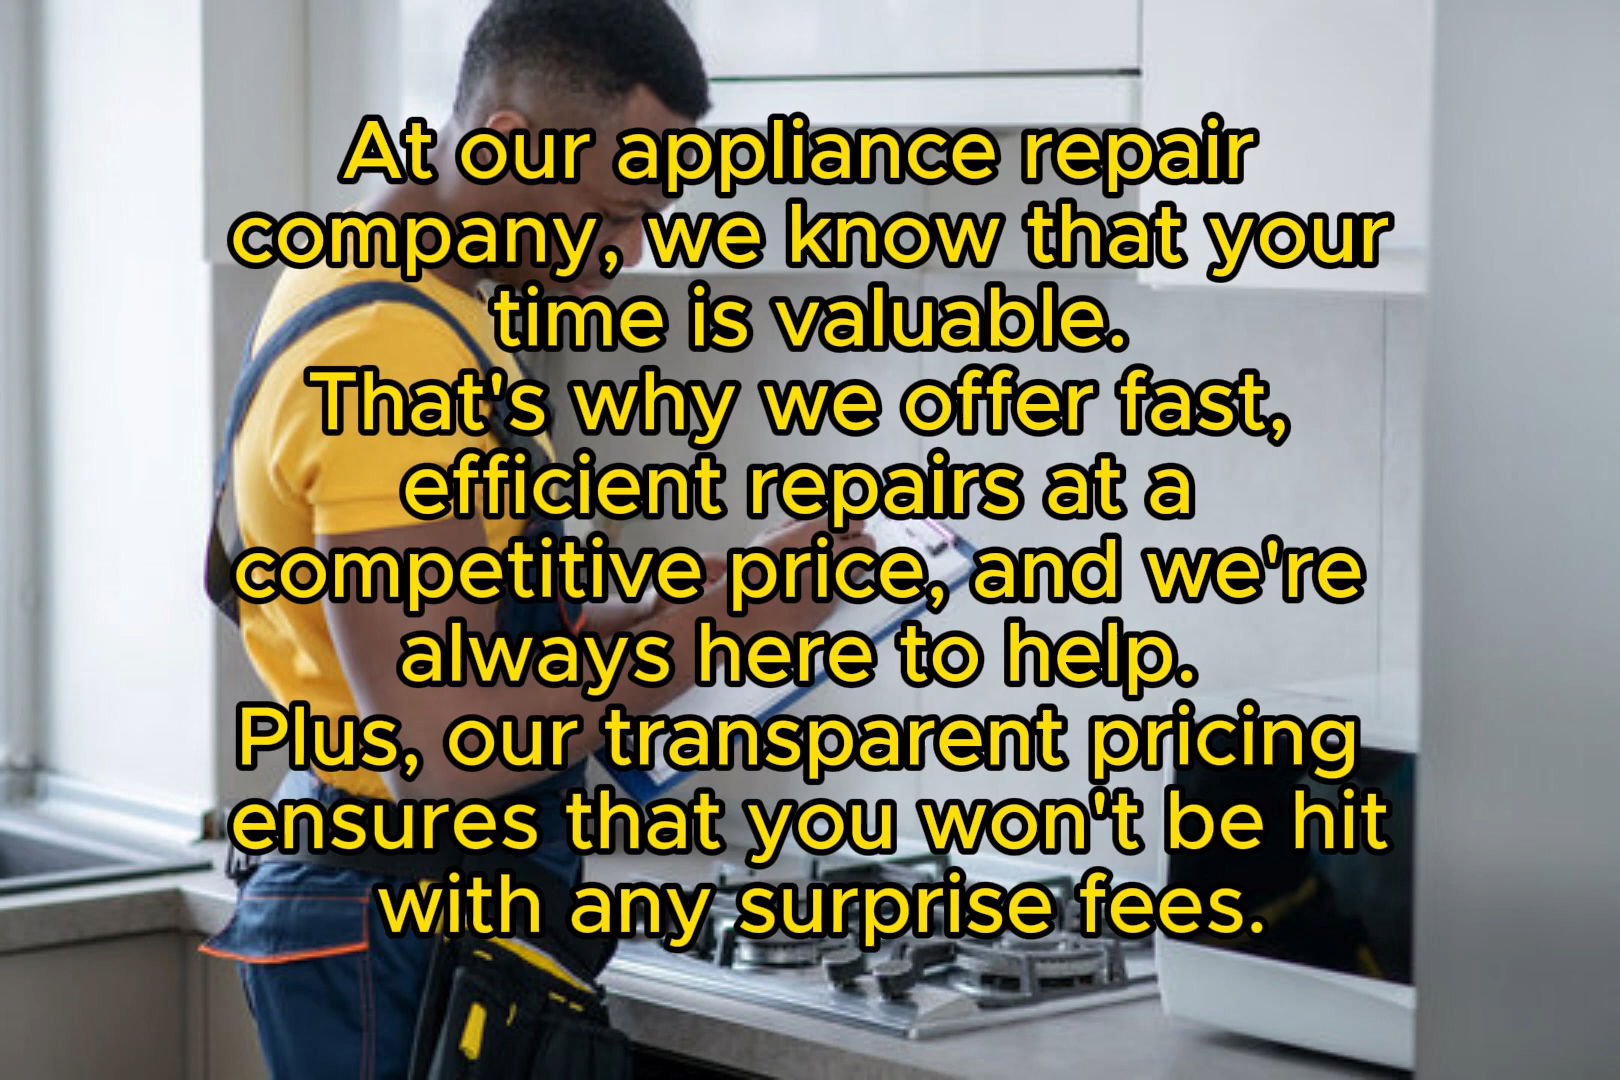 At our appliance repair
company, we know that your
time is valuable.
That's why we offer fast,
efficient repairs at a
competitive price, and we're
always here to help.
Plus, our transparent pricing
ensures that you won't be hit
with any surprise fees.